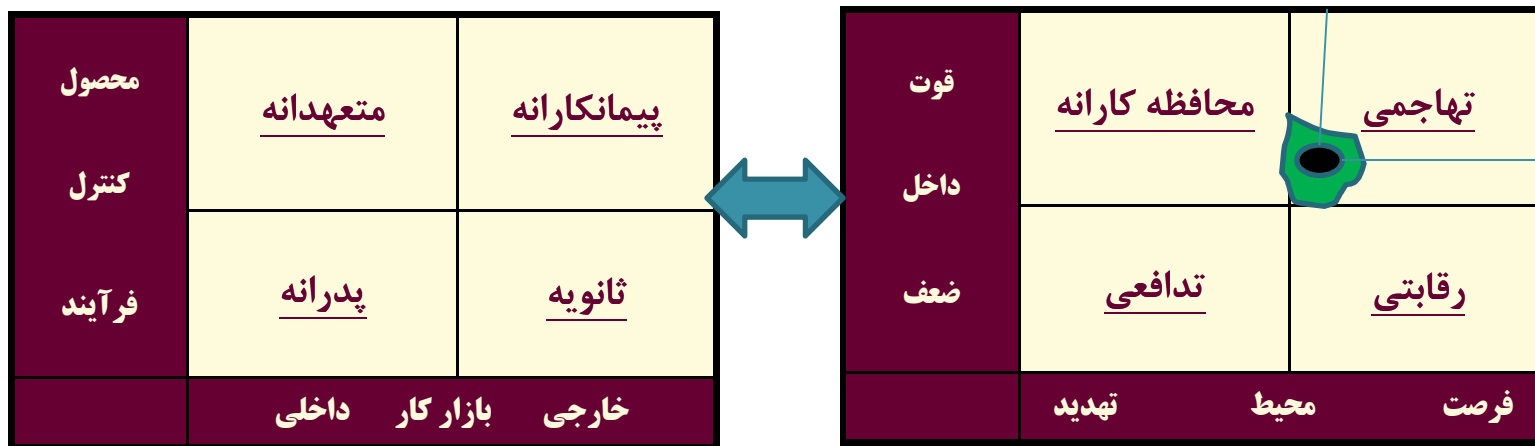 قوت
محافظه کارانه
تهاجمی
داخل
ضعف
تدافعی
رقابتی
تهدید محیط فرصت
محصول
متعهدانه
پیمانکارانه
کنترل
فرآیند
پدرانه
ثانویه
داخلی بازار کار خارجی